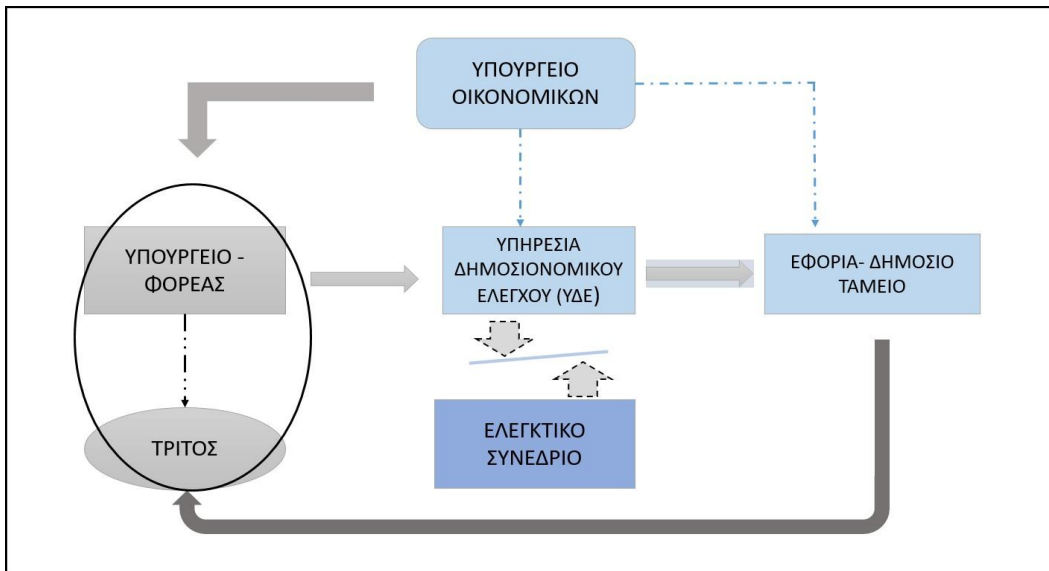 ΥΠΟΥΡΓΕΙΟ
ΟΙΚΟΝΟΜΙΚΩΝ
ΥΠΟΥΡΓΕΙΟ -
ΦΟΡΕΑΣ
ΥΠΗΡΕΣΙΑ
ΔΗΜΟΣΙΟΝΟΜΙΚΟΥ
ΕΛΕΓΧΟΥ (ΥΔΕ)
ΕΦΟΡΙΑ- ΔΗΜΟΣΙΟ
ΤΑΜΕΙΟ
ΤΡΙΤΟΣ
ΕΛΕΓΚΤΙΚΟ
ΣΥΝΕΔΡΙΟ